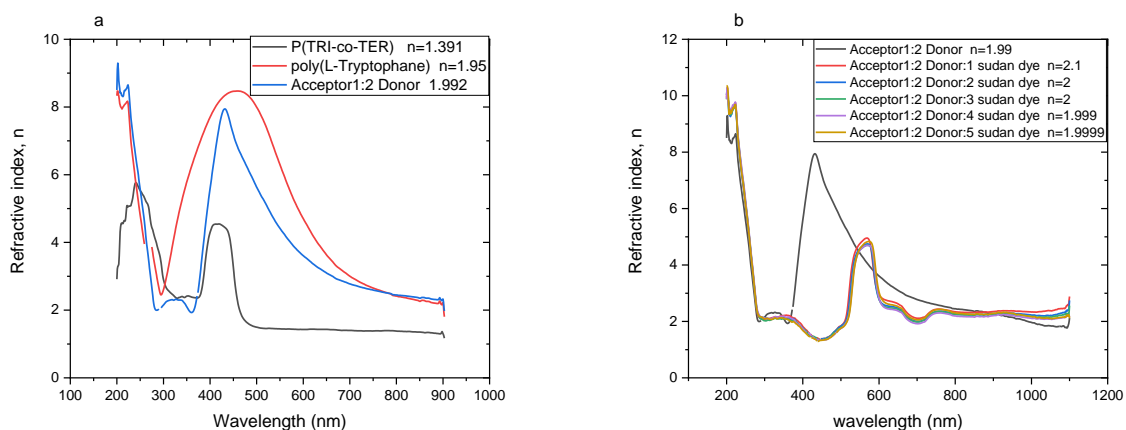 a
P(TRI-co-TER) n=1.391
poly(L-Tryptophane) n=1.95
Acceptor1:2 Donor 1.992
Refractive index, n
10
8
6
4
2
0
100 200 300 400 500 600 700 800 900 1000
Wavelength (nm)
b
Acceptor1:2 Donor n=1.99
Acceptor1:2 Donor:1 sudan dye n=2.1
Acceptor1:2 Donor:2 sudan dye n=2
Acceptor1:2 Donor:3 sudan dye n=2
Acceptor1:2 Donor:4 sudan dye n=1.999
Acceptor1:2 Donor:5 sudan dye n=1.9999
Refractive index, n
12
10
8
6
4
2
0
200 400 600 800 1000 1200
wavelength (nm)